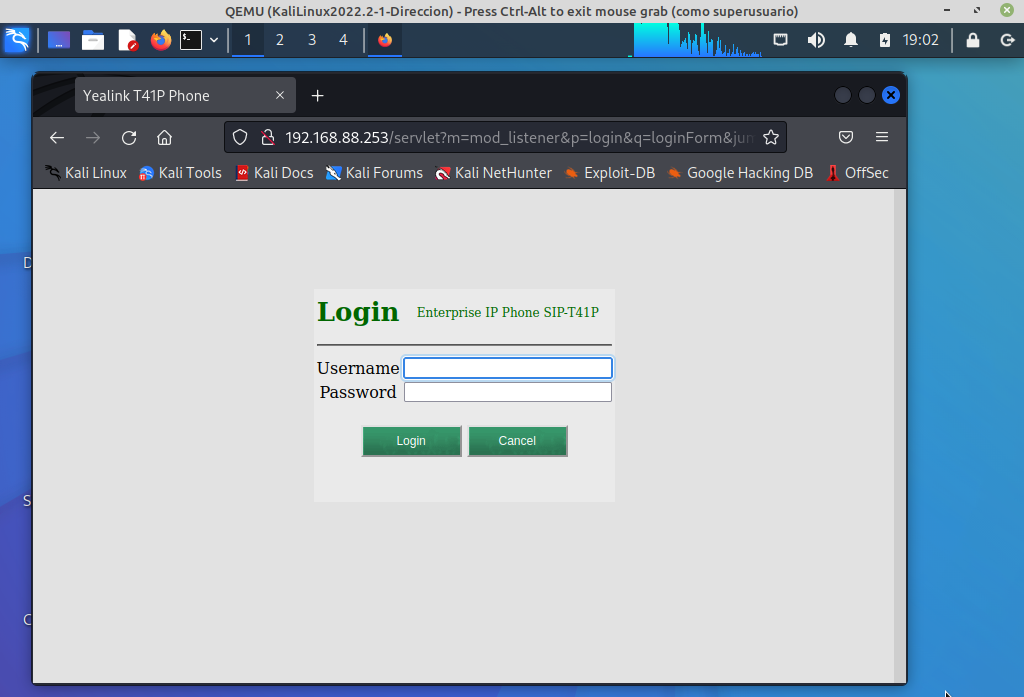 QEMU (KaliLinux2022.2-1-Direccion) - Press Ctrl-Alt to exit mouse grab (como superusuario)
1 2 3 4 19:02
Yealink T41P Phone
192.168.88.253/servlet?m=mod_listener&p=login&q=loginForm&jum
Kali Linux Kali Tools Kali Docs Kali Forums Kali NetHunter Exploit-DB Google Hacking DB OffSec
Login Enterprise IP Phone SIP-T41P
Username
Password
Login Cancel